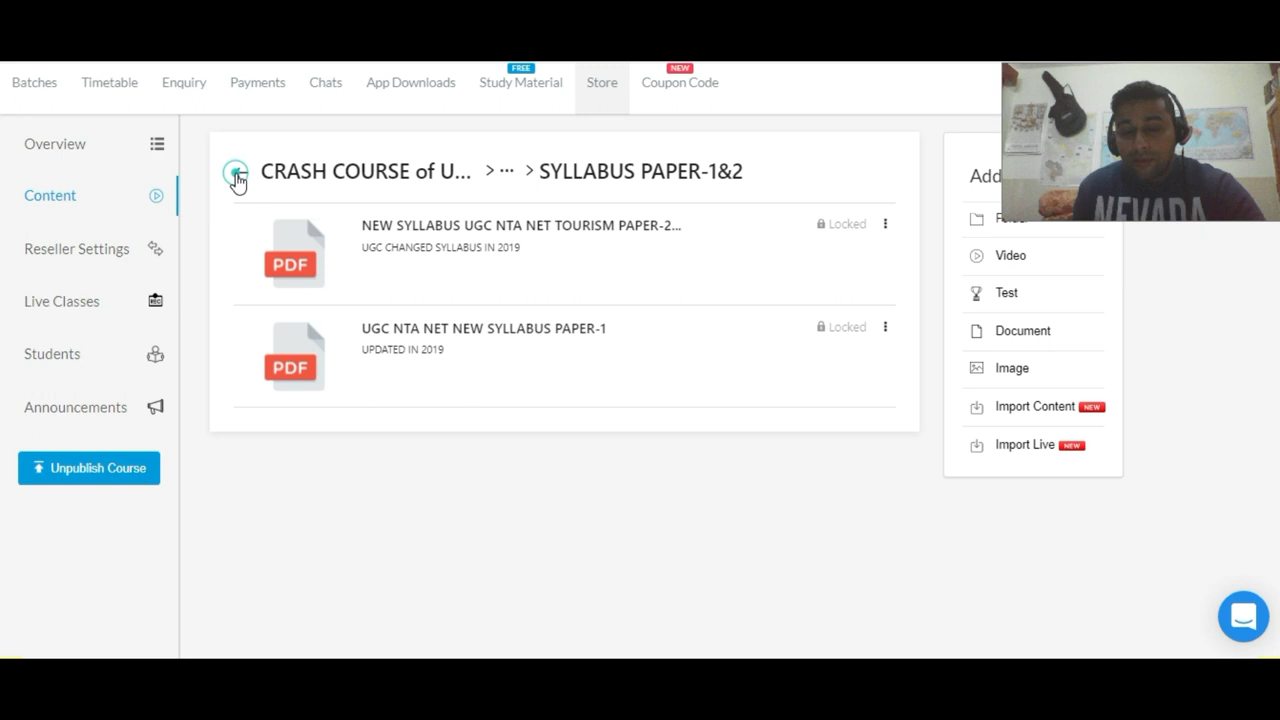 FREE
NEW
Batches
Timetable
Enquiry
Payments
Chats
App Downloads
Study Material
Store
Coupon Code
Overview
Content
Reseller Settings
Live Classes
REC
Students
Announcements
Unpublish Course
CRASH COURSE of U... > ··· > SYLLABUS PAPER-1&2
NEW SYLLABUS UGC NTA NET TOURISM PAPER-2...
UGC CHANGED SYLLABUS IN 2019
Locked
PDF
UGC NTA NET NEW SYLLABUS PAPER-1
UPDATED IN 2019
Locked
PDF
Add
Video
Test
Document
Image
Import Content NEW
Import Live NEW
NEVADA